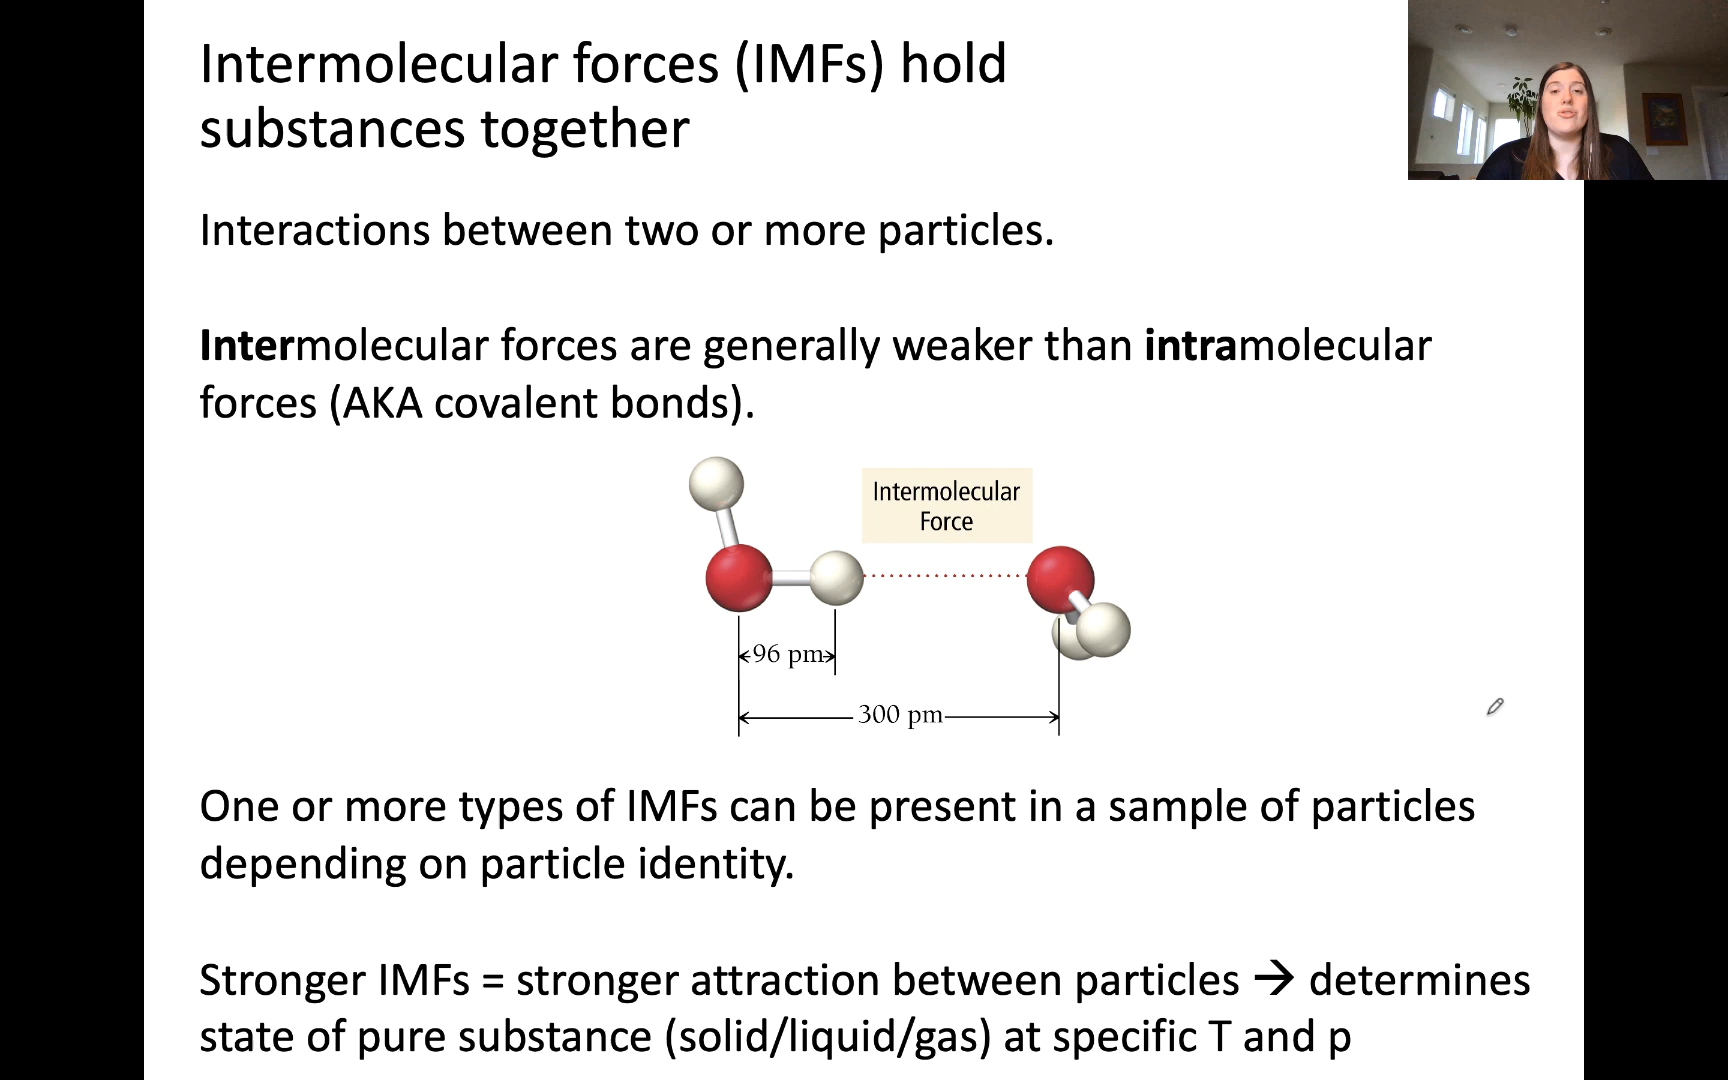 Intermolecular forces (IMFs) hold
substances together
Interactions between two or more particles.
Intermolecular forces are generally weaker than intramolecular
forces (AKA covalent bonds).
Intermolecular
Force
96 pm
300 pm
One or more types of IMFs can be present in a sample of particles
depending on particle identity.
Stronger IMFs = stronger attraction between particles → determines
state of pure substance (solid/liquid/gas) at specific T and p